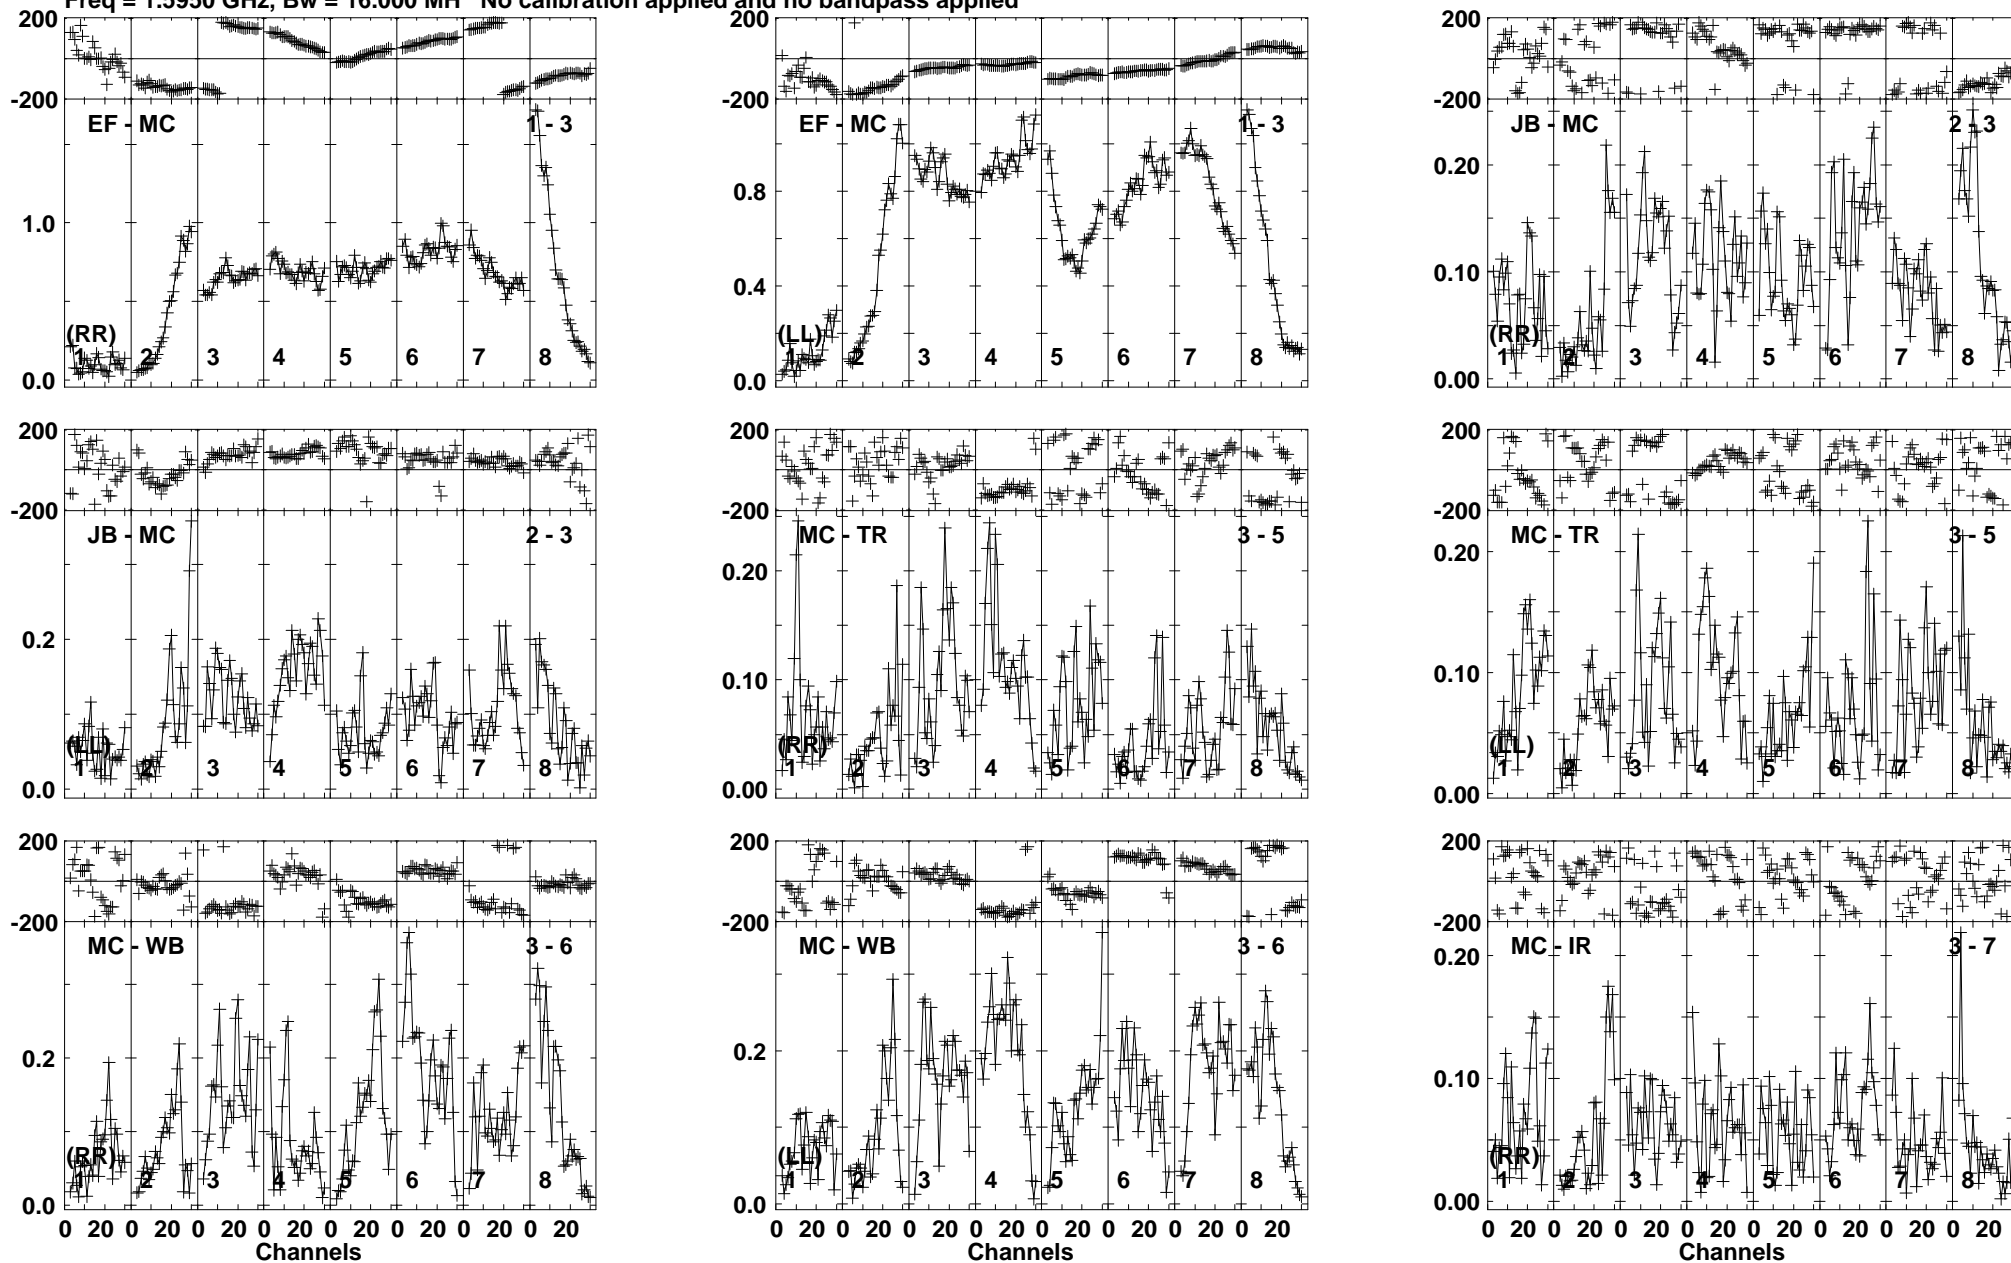 Freq = 1.5950 GHz, Bw = 16.000 MH No calibration applied and no bandpass applied
200
-200
EF - MC 1 - 3
1.0
0.0
(RR)
1 2 3 4 5 6 7 8
200
-200
EF - MC 1 - 3
0.8
0.4
0.0
(LL)
1 2 3 4 5 6 7 8
200
-200
JB - MC 2 - 3
0.20
0.10
0.00
(RR)
1 2 3 4 5 6 7 8
200
-200
JB - MC 2 - 3
0.2
0.0
(LL)
1 2 3 4 5 6 7 8
200
-200
MC - TR 3 - 5
0.20
0.10
0.00
(RR)
1 2 3 4 5 6 7 8
200
-200
MC - TR 3 - 5
0.20
0.10
0.00
(LL)
1 2 3 4 5 6 7 8
200
-200
MC - WB 3 - 6
0.2
0.0
(RR)
1 2 3 4 5 6 7 8
0 20 0 20 0 20 0 20 0 20 0 20 0 20 0 20
Channels
200
-200
MC - WB 3 - 6
0.2
0.0
(LL)
1 2 3 4 5 6 7 8
0 20 0 20 0 20 0 20 0 20 0 20 0 20 0 20
Channels
200
-200
MC - IR 3 - 7
0.20
0.10
0.00
(RR)
1 2 3 4 5 6 7 8
0 20 0 20 0 20 0 20 0 20 0 20 0 20 0 20
Channels